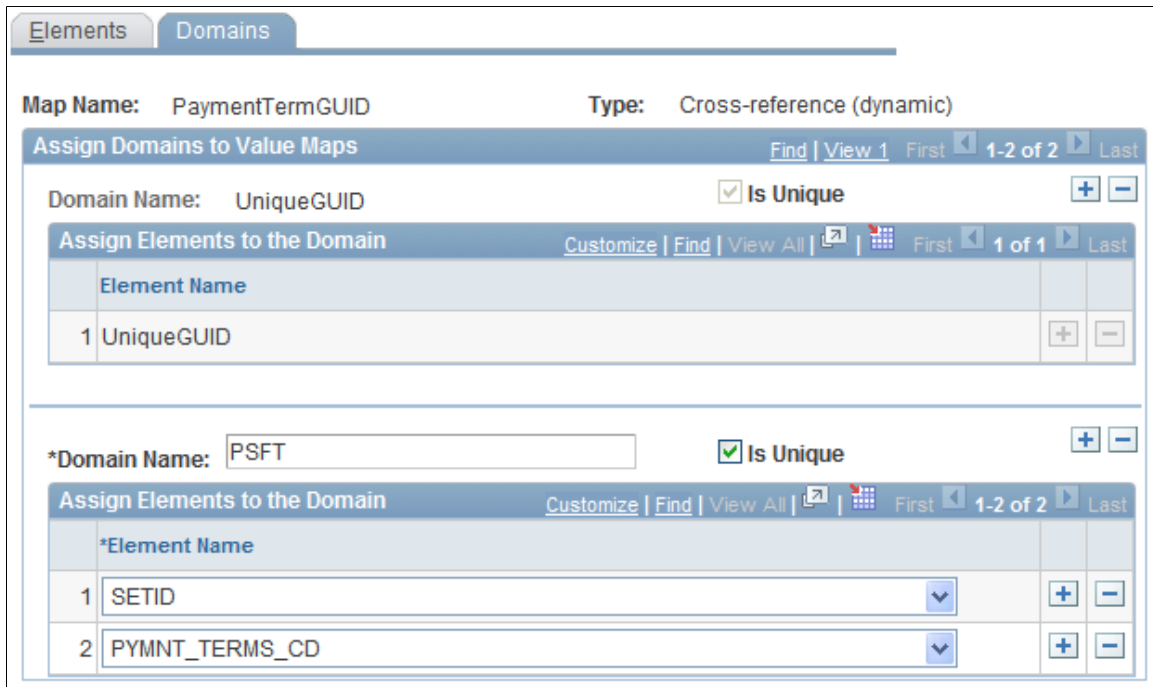 Elements Domains
Map Name: PaymentTermGUID Type: Cross-reference (dynamic)
Assign Domains to Value Maps Find | View 1 First 1-2 of 2 Last
Domain Name: UniqueGUID Is Unique
Assign Elements to the Domain Customize | Find | View All | | First 1 of 1 Last
Element Name
1 UniqueGUID
*Domain Name: PSFT Is Unique
Assign Elements to the Domain Customize | Find | View All | | First 1-2 of 2 Last
*Element Name
1 SETID
2 PYMNT_TERMS_CD